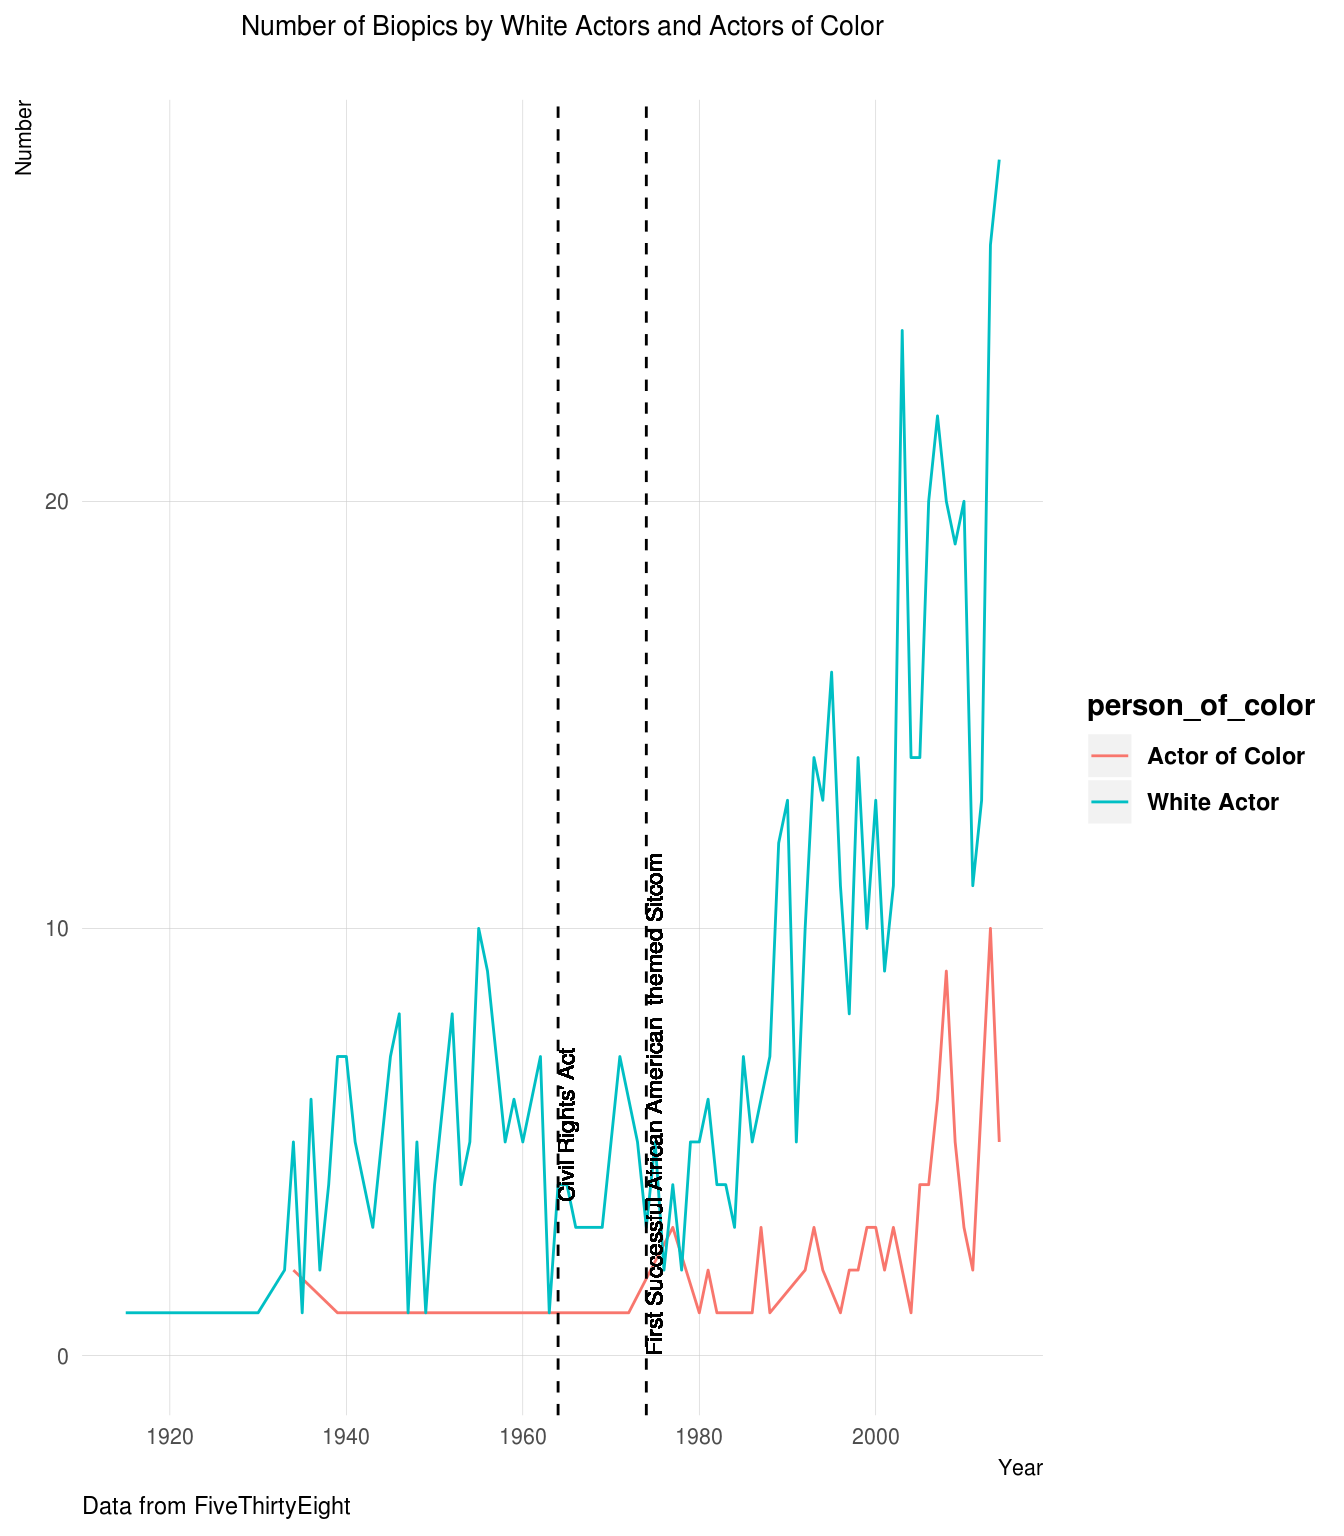 Number of Biopics by White Actors and Actors of Color
Number
20
10
0
Civil Rights' Act
First Successful African American themed Sitcom
1920
1940
1960
1980
2000
Year
person_of_color
Actor of Color
White Actor
Data from FiveThirtyEight